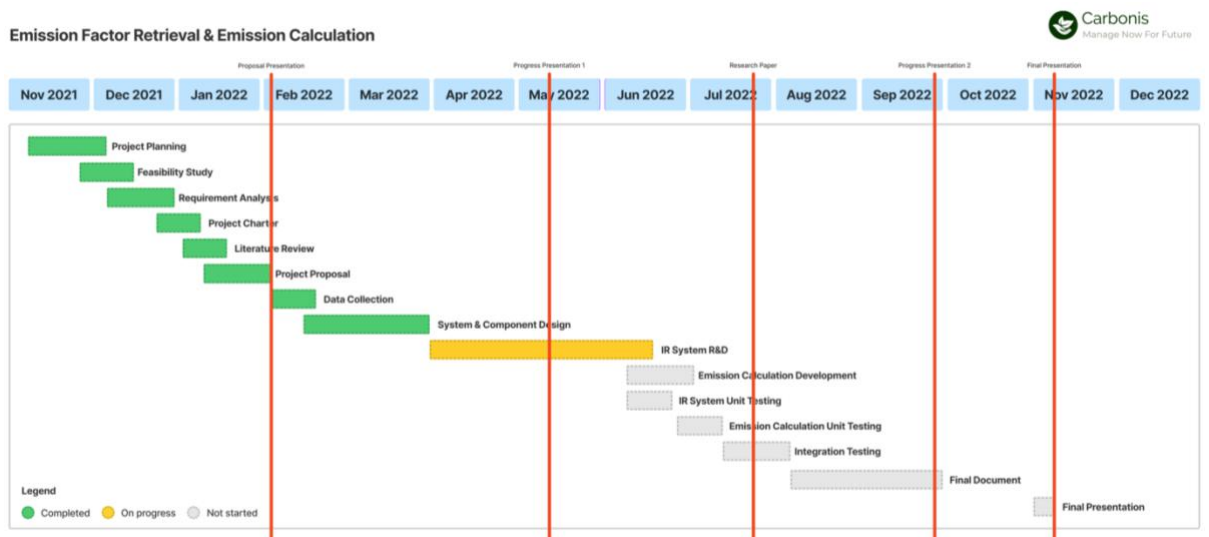 Carbonis
Manage Now For Future
Emission Factor Retrieval & Emission Calculation
Proposal Presentation
Progress Presentation 1
Research Paper
Progress Presentation 2
Final Presentation
Nov 2021
Dec 2021
Jan 2022
Feb 2022
Mar 2022
Apr 2022
May 2022
Jun 2022
Jul 2022
Aug 2022
Sep 2022
Oct 2022
Nov 2022
Dec 2022
Project Planning
Feasibility Study
Requirement Analysis
Project Charter
Literature Review
Project Proposal
Data Collection
System & Component Design
IR System R&D
Emission Calculation Development
IR System Unit Testing
Emission Calculation Unit Testing
Integration Testing
Final Document
Final Presentation
Legend
Completed
On progress
Not started